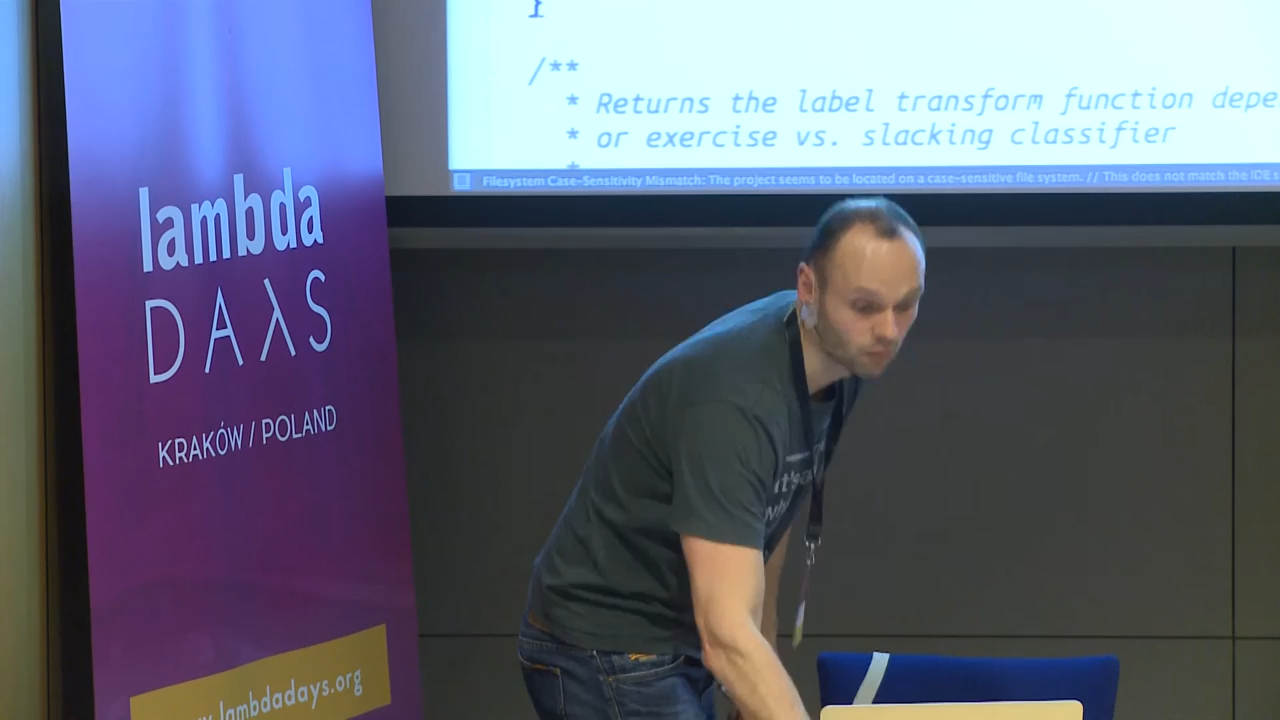 }
/**
* Returns the label transform function depe
* or exercise vs. slacking classifier
*
Filesystem Case-Sensitivity Mismatch: The project seems to be located on a case-sensitive file system. // This does not match the IDE s
lambda
DAλS
KRAKÓW / POLAND
lambdadays.org